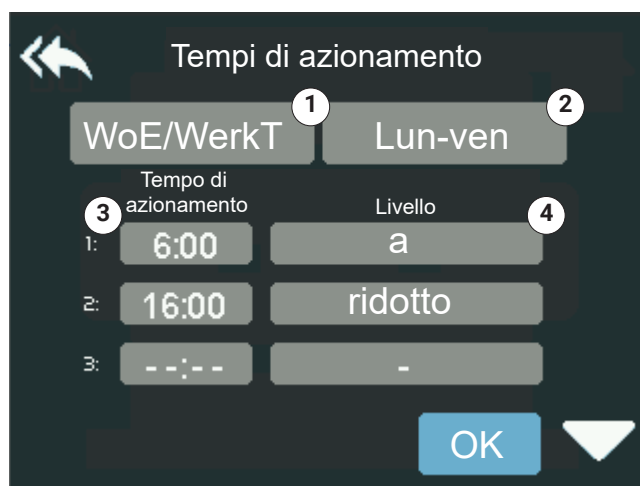 Tempi di azionamento
1
2
WoE/WerkT
Lun-ven
Tempo di
azionamento
Livello
3
4
1: 6:00 a
2: 16:00 ridotto
3: --:-- -
OK